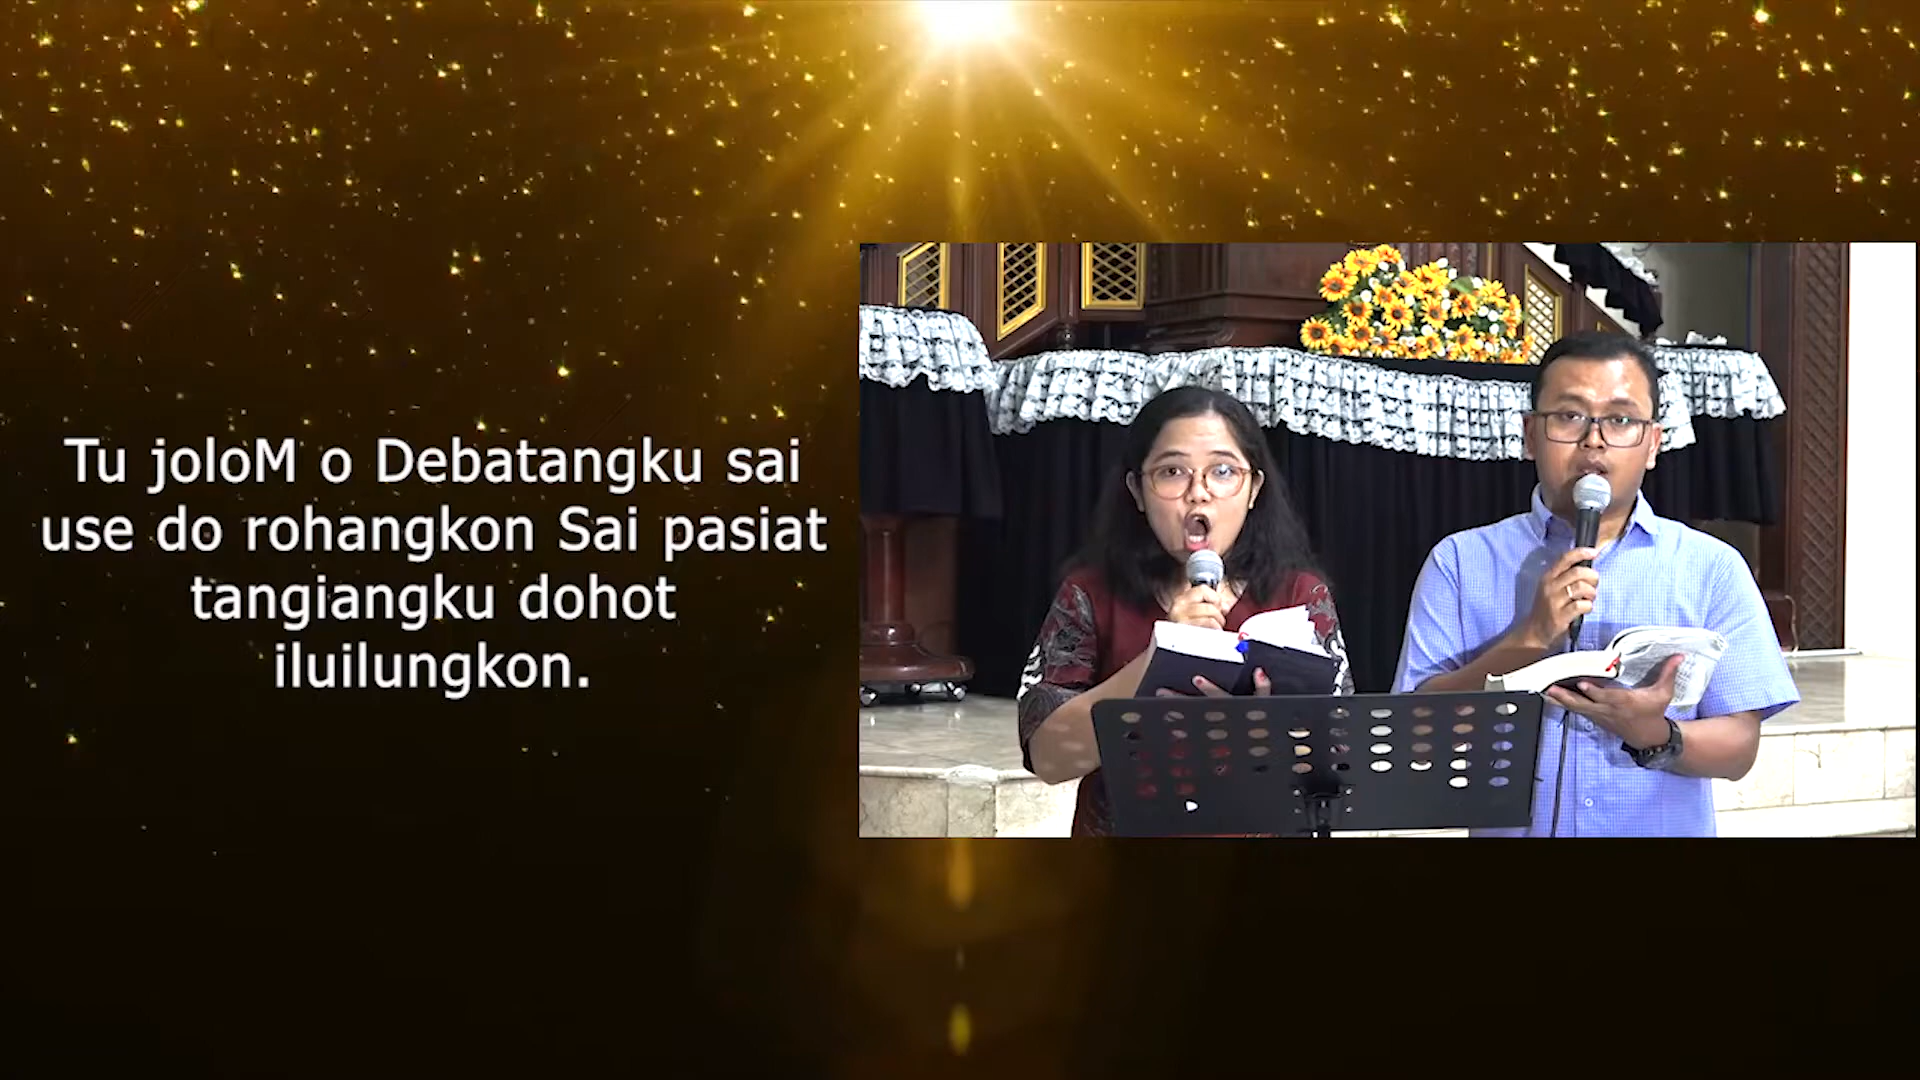 Tu joloM o Debatangku sai
use do rohangkon Sai pasiat
tangiangku dohot
iluilungkon.